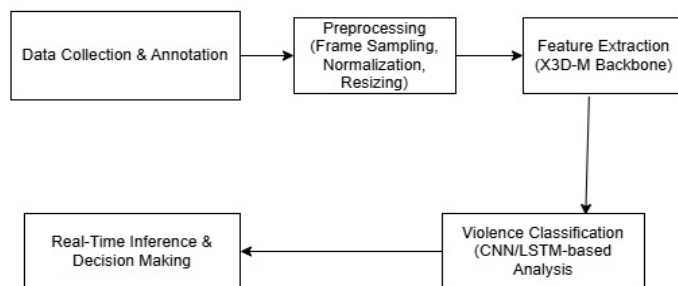 Data Collection & Annotation
Preprocessing
(Frame Sampling,
Normalization,
Resizing)
Feature Extraction
(X3D-M Backbone)
Violence Classification
(CNN/LSTM-based
Analysis
Real-Time Inference &
Decision Making